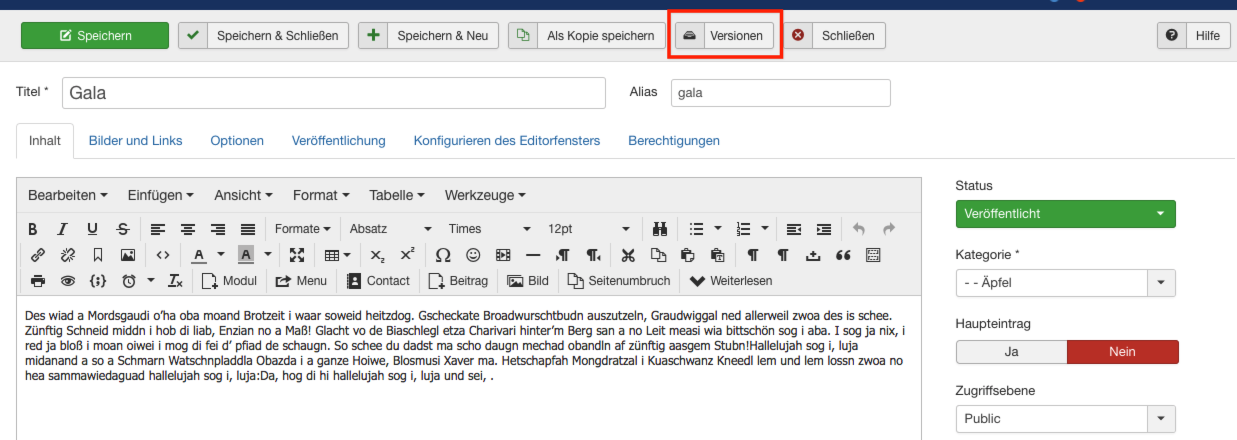 Speichern Speichern & Schließen Speichern & Neu Als Kopie speichern Versionen Schließen Hilfe
Titel * Gala Alias gala
Inhalt Bilder und Links Optionen Veröffentlichung Konfigurieren des Editorfensters Berechtigungen
Bearbeiten Einfügen Ansicht Format Tabelle Werkzeuge
B I U S Formate Absatz Times 12pt
A A x₂ x² Ω
Ix Modul Menu Contact Beitrag Bild Seitenumbruch Weiterlesen
Des wiad a Mordsgaudi o’ha oba moand Brotzeit i waar soweid heitzdog. Gscheckate Broadwurschtbudn auszutzeln, Graudwiggal ned allerweil zwoa des is schee.
Zünftig Schneid middn i hob di liab, Enzian no a Maß! Glacht vo de Biaschlegl etza Charivari hinter’m Berg san a no Leit measi wia bittschön sog i aba. I sog ja nix, i
red ja bloß i moan oiwei i mog di fei d’ pfiad de schaugn. So schee du dadst ma scho daugn mechad obandln af zünftig aasgem Stubn!Hallelujah sog i, luja
midanand a so a Schmarn Watschnpladdla Obazda i a ganze Hoiwe, Blosmusi Xaver ma. Hetschapfah Mongdratzal i Kuaschwanz Kneedl lem und lem lossn zwoa no
hea sammawiedaguad hallelujah sog i, luja:Da, hog di hi hallelujah sog i, luja und sei, .
Status
Veröffentlicht
Kategorie *
- - Äpfel
Haupteintrag
Ja Nein
Zugriffsebene
Public